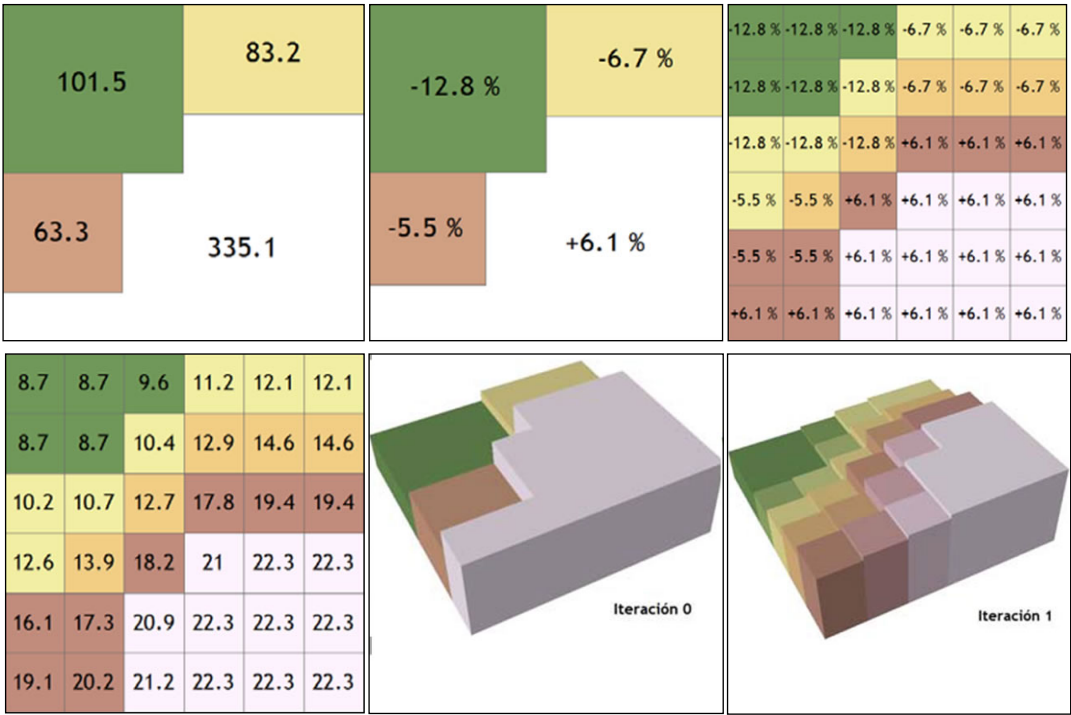 101.5
83.2
63.3
335.1
-12.8 %
-6.7 %
-5.5 %
+6.1 %
-12.8 % -12.8 % -12.8 % -6.7 % -6.7 % -6.7 %
-12.8 % -12.8 % -12.8 % -6.7 % -6.7 % -6.7 %
-12.8 % -12.8 % -12.8 % +6.1 % +6.1 % +6.1 %
-5.5 % -5.5 % +6.1 % +6.1 % +6.1 % +6.1 %
-5.5 % -5.5 % +6.1 % +6.1 % +6.1 % +6.1 %
+6.1 % +6.1 % +6.1 % +6.1 % +6.1 % +6.1 %
8.7 8.7 9.6 11.2 12.1 12.1
8.7 8.7 10.4 12.9 14.6 14.6
10.2 10.7 12.7 17.8 19.4 19.4
12.6 13.9 18.2 21 22.3 22.3
16.1 17.3 20.9 22.3 22.3 22.3
19.1 20.2 21.2 22.3 22.3 22.3
Iteración 0
Iteración 1